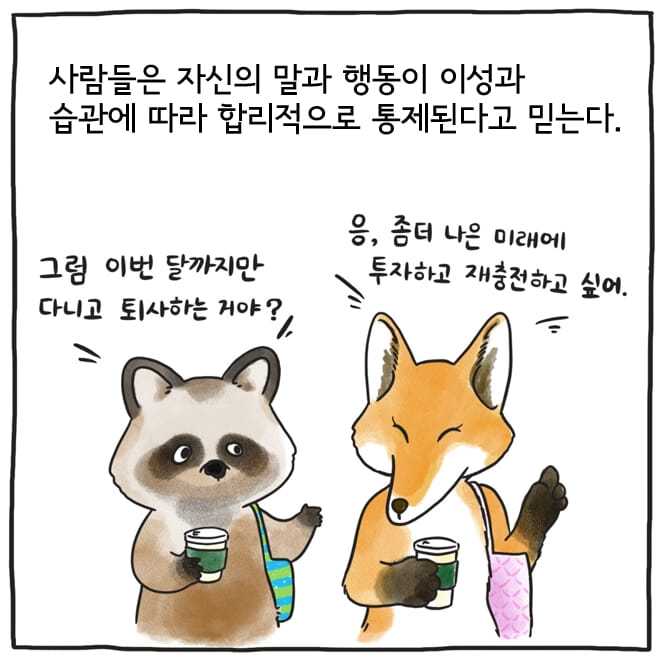 사람들은 자신의 말과 행동이 이성과
습관에 따라 합리적으로 통제된다고 믿는다.
그럼 이번 달까지만
다니고 퇴사하는 거야?
응, 좀더 나은 미래에
투자하고 재충전하고 싶어.